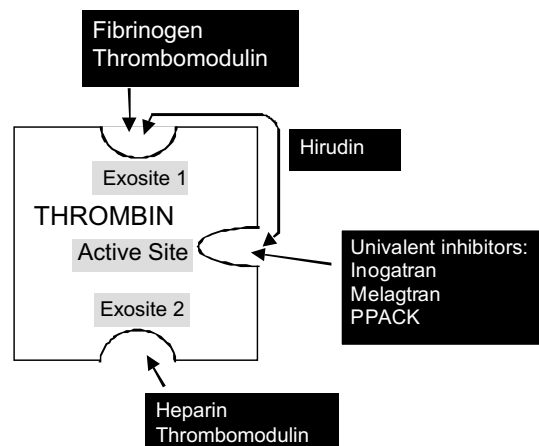 Fibrinogen
Thrombomodulin
Hirudin
Exosite 1
THROMBIN
Active Site
Univalent inhibitors:
Inogatran
Melagtran
PPACK
Exosite 2
Heparin
Thrombomodulin